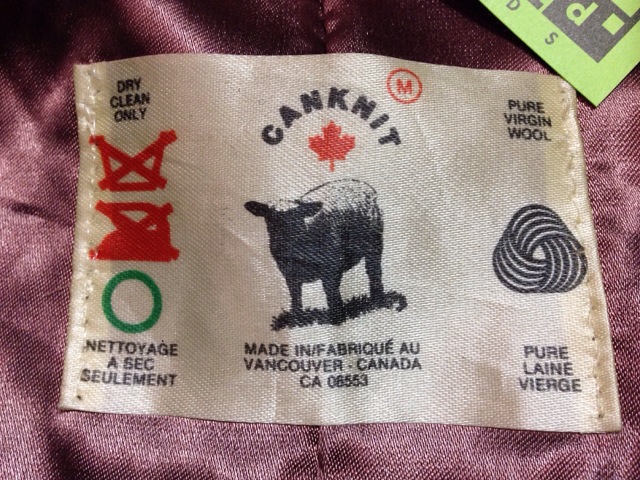 DRY
CLEAN
ONLY
CANKNIT
M
PURE
VIRGIN
WOOL
NETTOYAGE
A SEC
SEULEMENT
MADE IN/FABRIQUÉ AU
VANCOUVER - CANADA
CA 06553
PURE
LAINE
VIERGE